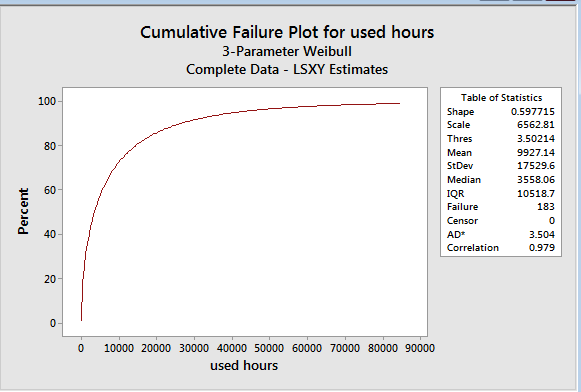 Cumulative Failure Plot for used hours
3-Parameter Weibull
Complete Data - LSXY Estimates
Percent
100
80
60
40
20
0
0 10000 20000 30000 40000 50000 60000 70000 80000 90000
used hours
Table of Statistics
Shape 0.597715
Scale 6562.81
Thres 3.50214
Mean 9927.14
StDev 17529.6
Median 3558.06
IQR 10518.7
Failure 183
Censor 0
AD* 3.504
Correlation 0.979